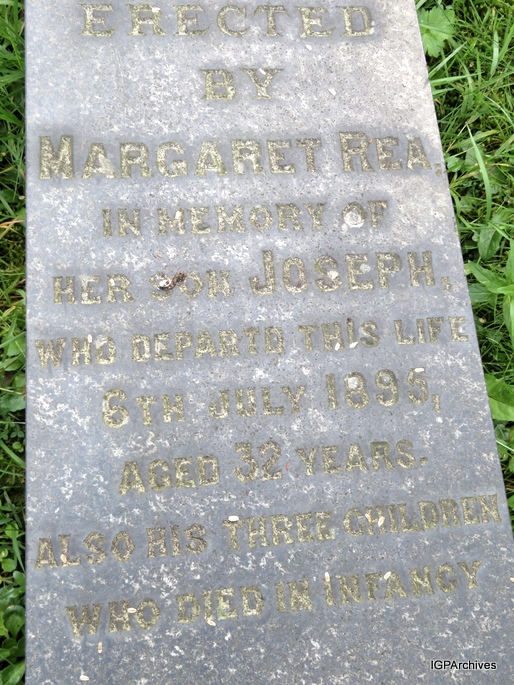 ERECTED
BY
MARGARET REA,
IN MEMORY OF
HER SON JOSEPH,
WHO DEPARTD THIS LIFE
6TH JULY 1895,
AGED 32 YEARS.
ALSO HIS THREE CHILDREN
WHO DIED IN INFANCY
IGPArchives